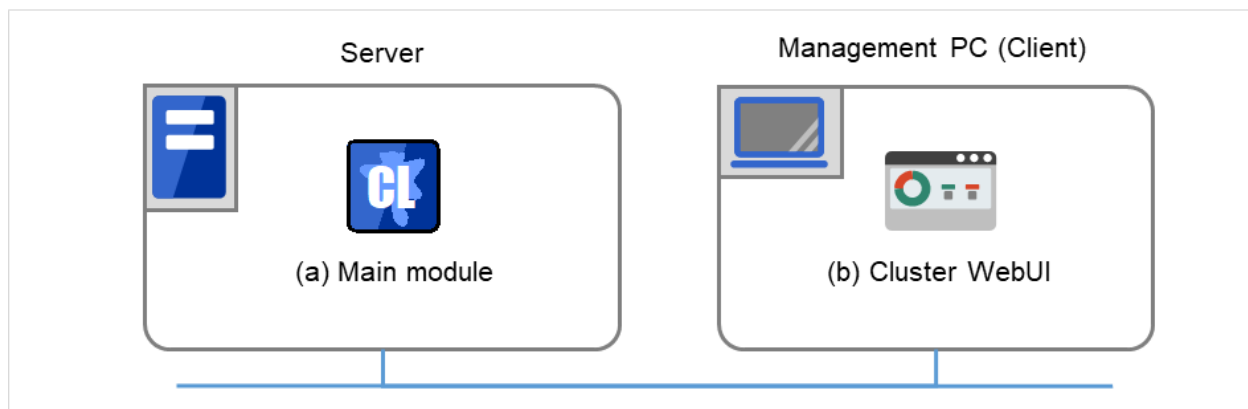 Server
Management PC (Client)
CL
(a) Main module
(b) Cluster WebUI